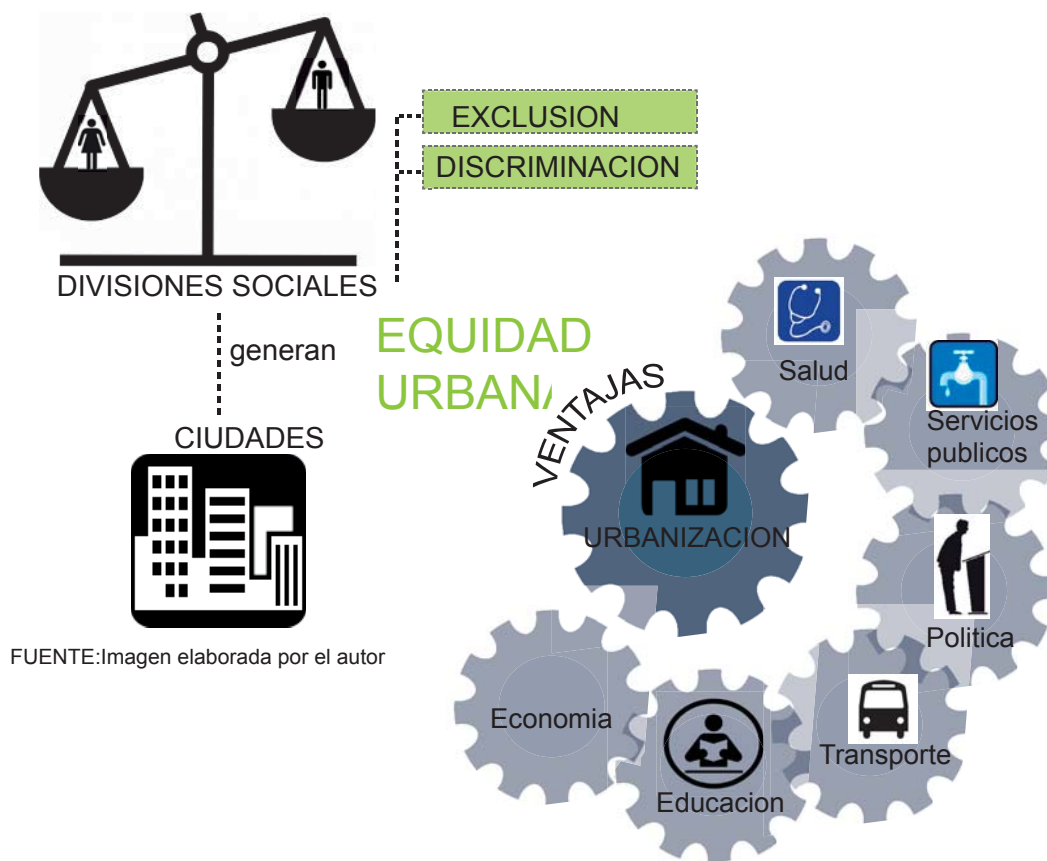 EXCLUSION
DISCRIMINACION
DIVISIONES SOCIALES
generan
EQUIDAD
URBANA
CIUDADES
FUENTE:Imagen elaborada por el autor
VENTAJAS
URBANIZACION
Salud
Servicios
publicos
Politica
Transporte
Educacion
Economia